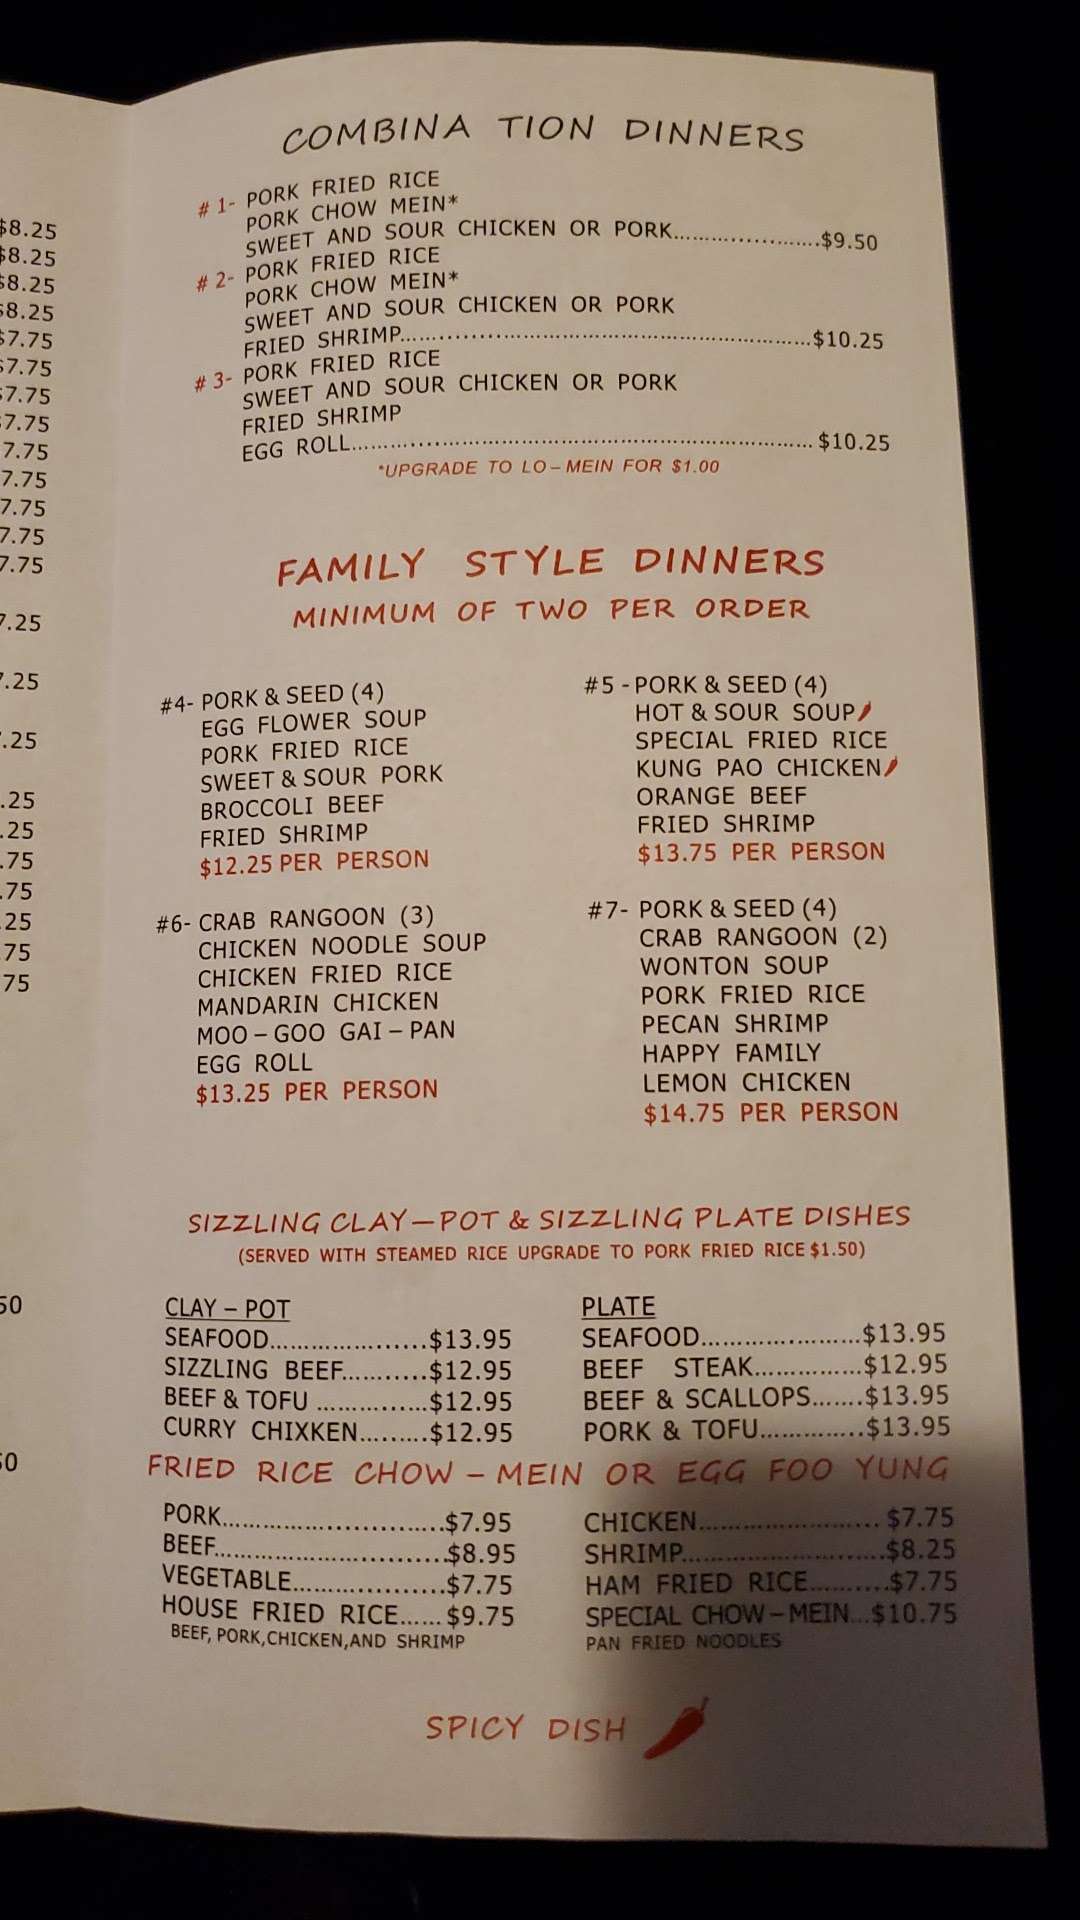 COMBINA TION DINNERS
# 1- PORK FRIED RICE
PORK CHOW MEIN*
SWEET AND SOUR CHICKEN OR PORK.......................$9.50
# 2- PORK FRIED RICE
PORK CHOW MEIN*
SWEET AND SOUR CHICKEN OR PORK
FRIED SHRIMP.................................................................$10.25
# 3- PORK FRIED RICE
SWEET AND SOUR CHICKEN OR PORK
FRIED SHRIMP
EGG ROLL........................................................................ $10.25
*UPGRADE TO LO – MEIN FOR $1.00
FAMILY STYLE DINNERS
MINIMUM OF TWO PER ORDER
#4- PORK & SEED (4)
EGG FLOWER SOUP
PORK FRIED RICE
SWEET & SOUR PORK
BROCCOLI BEEF
FRIED SHRIMP
$12.25 PER PERSON
#5 - PORK & SEED (4)
HOT & SOUR SOUP
SPECIAL FRIED RICE
KUNG PAO CHICKEN
ORANGE BEEF
FRIED SHRIMP
$13.75 PER PERSON
#6- CRAB RANGOON (3)
CHICKEN NOODLE SOUP
CHICKEN FRIED RICE
MANDARIN CHICKEN
MOO – GOO GAI – PAN
EGG ROLL
$13.25 PER PERSON
#7- PORK & SEED (4)
CRAB RANGOON (2)
WONTON SOUP
PORK FRIED RICE
PECAN SHRIMP
HAPPY FAMILY
LEMON CHICKEN
$14.75 PER PERSON
SIZZLING CLAY – POT & SIZZLING PLATE DISHES
(SERVED WITH STEAMED RICE UPGRADE TO PORK FRIED RICE $1.50)
CLAY – POT
SEAFOOD.......................$13.95
SIZZLING BEEF............$12.95
BEEF & TOFU ................$12.95
CURRY CHIXKEN..........$12.95
PLATE
SEAFOOD.......................$13.95
BEEF STEAK................$12.95
BEEF & SCALLOPS.......$13.95
PORK & TOFU...............$13.95
FRIED RICE CHOW – MEIN OR EGG FOO YUNG
PORK................................$7.95
BEEF.................................$8.95
VEGETABLE......................$7.75
HOUSE FRIED RICE...... $9.75
BEEF, PORK,CHICKEN,AND SHRIMP
CHICKEN.......................... $7.75
SHRIMP............................$8.25
HAM FRIED RICE...........$7.75
SPECIAL CHOW – MEIN...$10.75
PAN FRIED NOODLES
SPICY DISH
$8.25
$8.25
$8.25
$8.25
$7.75
$7.75
$7.75
$7.75
7.75
7.75
7.75
7.75
7.75
7.25
.25
.25
.25
.25
.75
.75
25
75
75
50